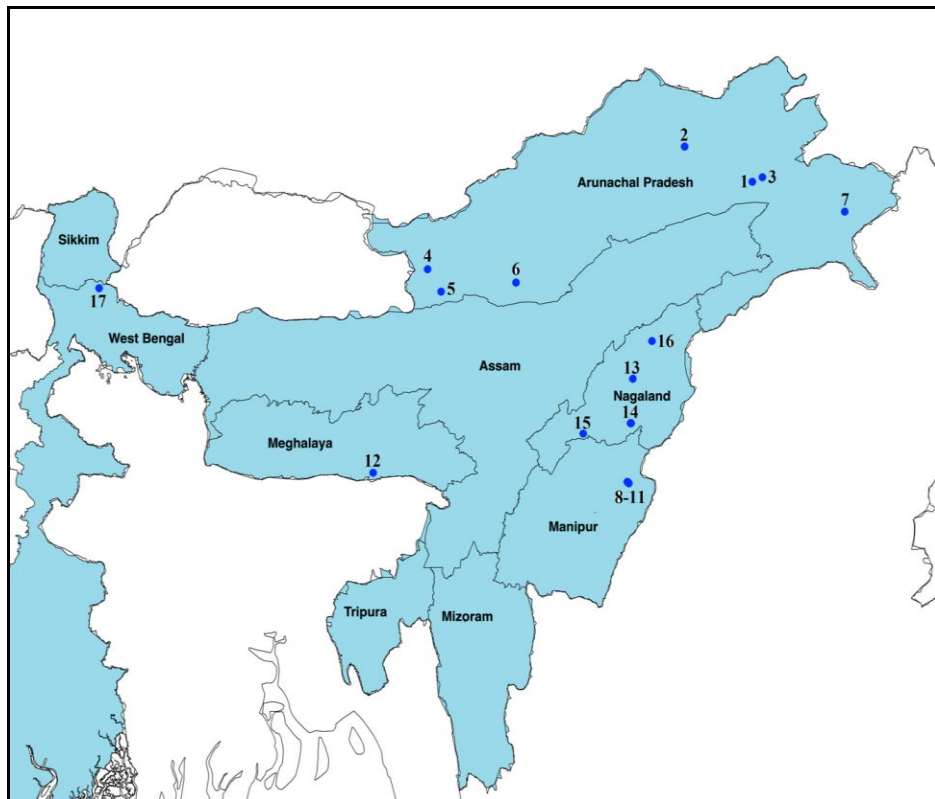 2
Arunachal Pradesh
1
3
7
Sikkim
4
6
5
17
West Bengal
16
Assam
13
Nagaland
14
15
Meghalaya
12
8-11
Manipur
Tripura
Mizoram